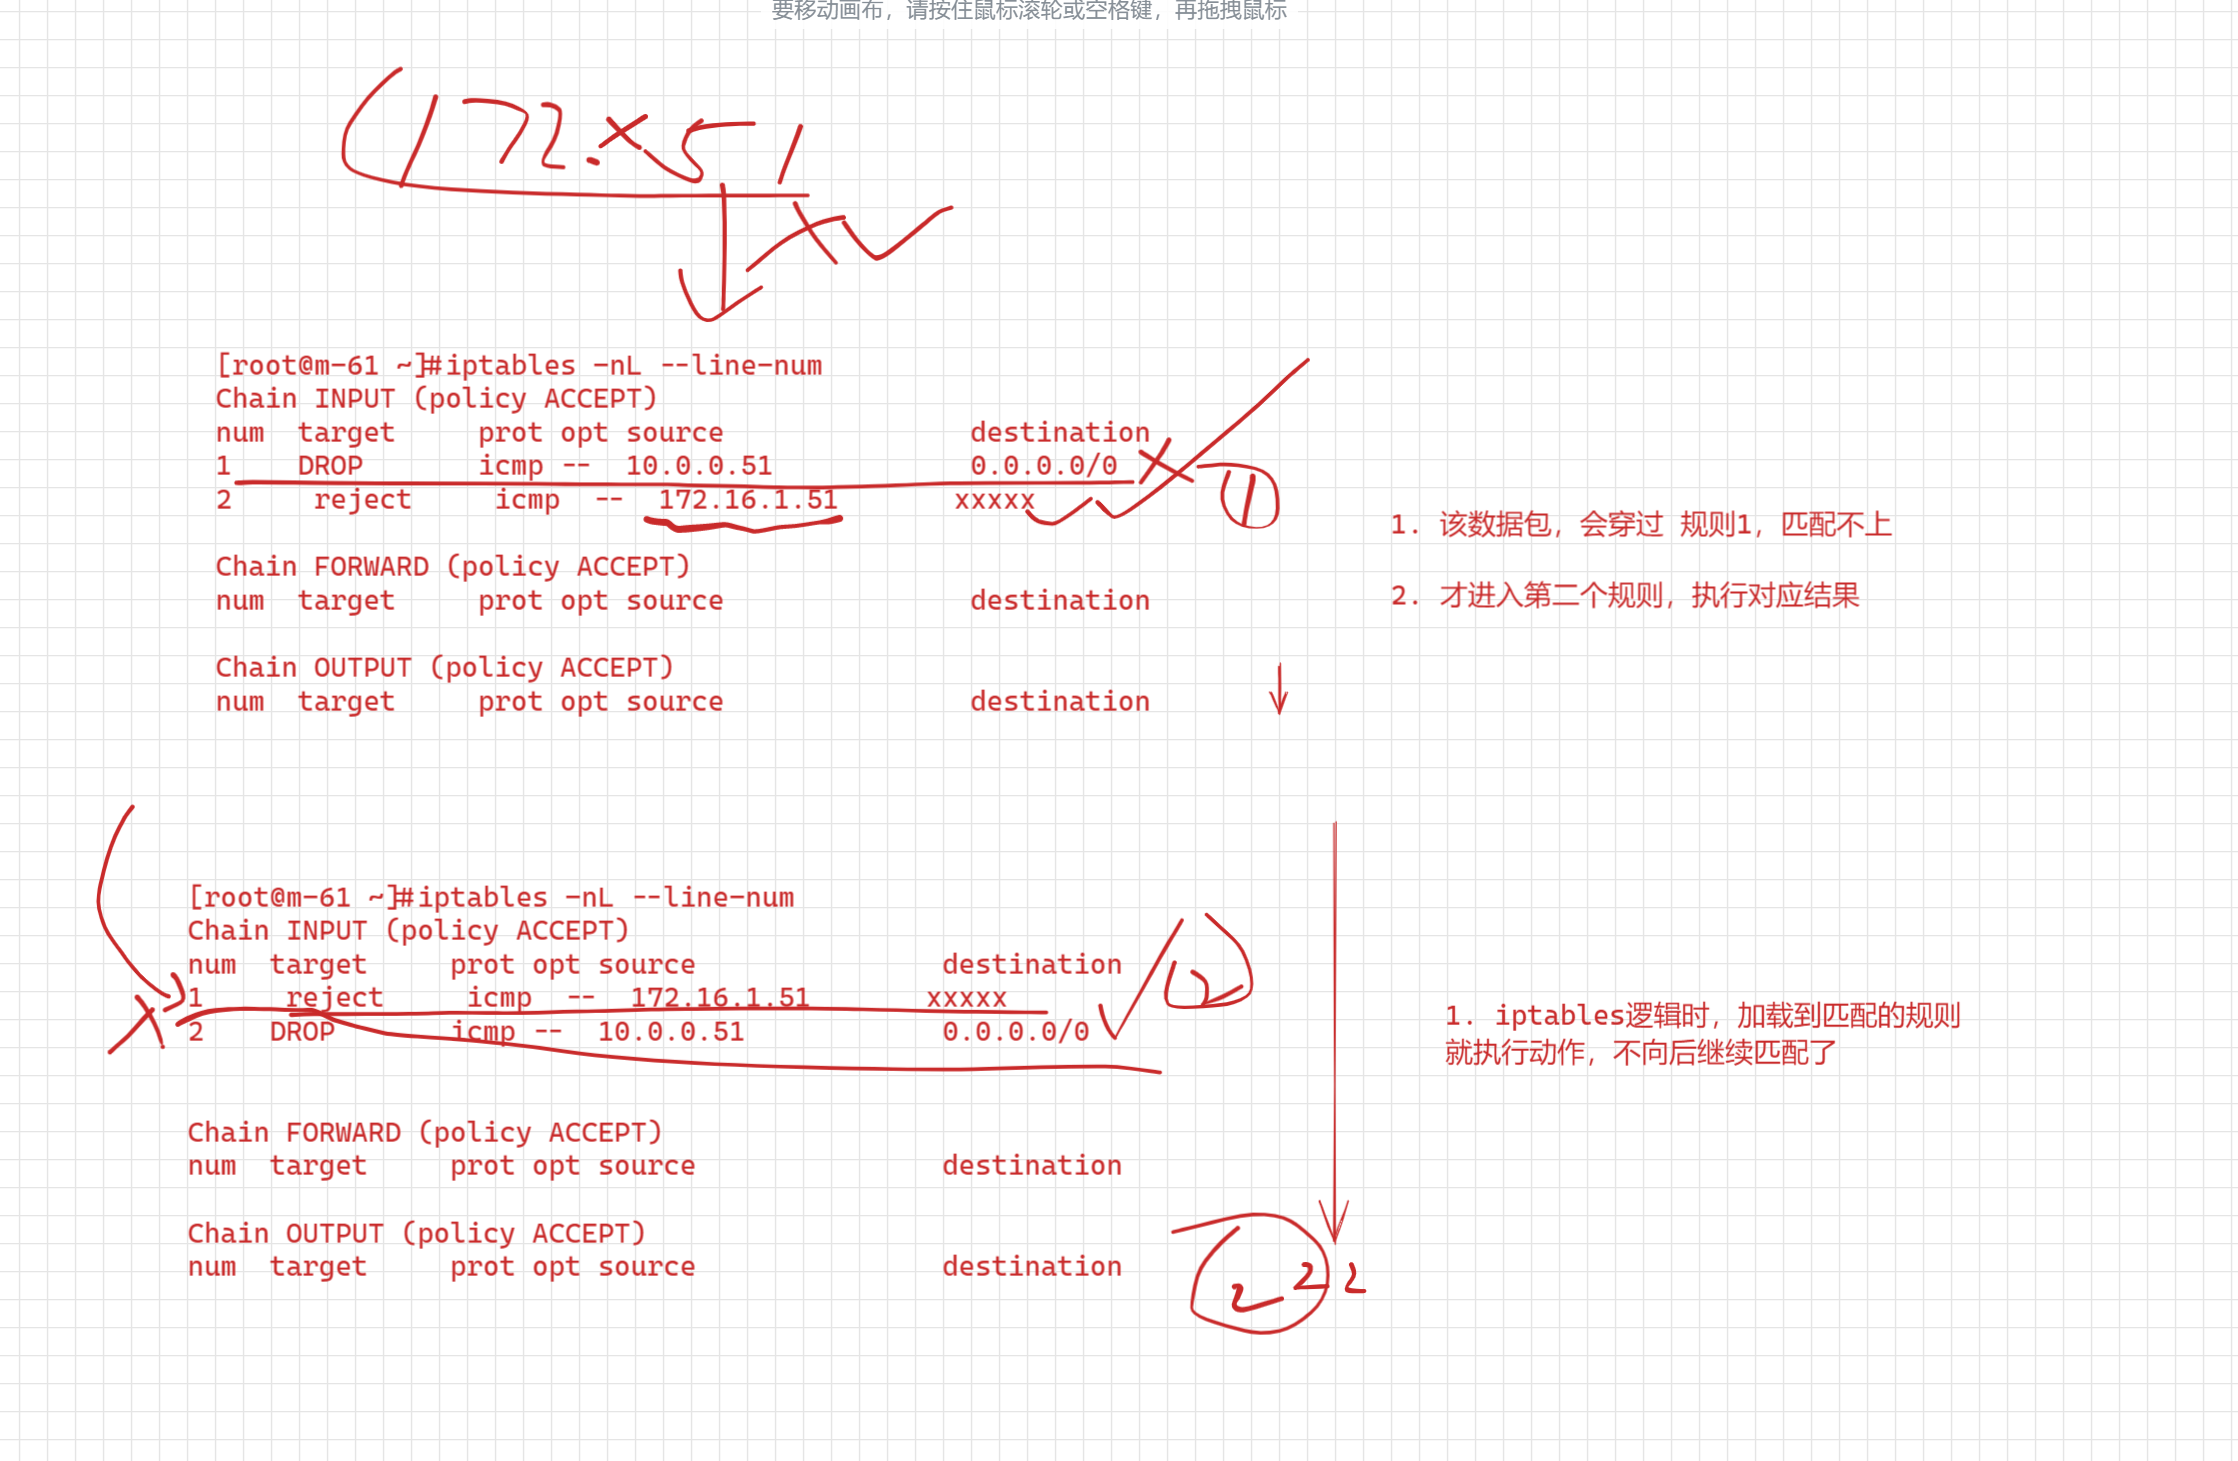 要移动画布，请按住鼠标滚轮或空格键，再拖拽鼠标
172.x 51
[root@m-61 ~]#iptables -nL --line-num
Chain INPUT (policy ACCEPT)
num  target     prot opt source               destination
1    DROP       icmp --  10.0.0.51            0.0.0.0/0
2     reject     icmp  --  172.16.1.51       xxxxx
1
1. 该数据包，会穿过 规则1，匹配不上
2. 才进入第二个规则，执行对应结果
Chain FORWARD (policy ACCEPT)
num  target     prot opt source               destination
Chain OUTPUT (policy ACCEPT)
num  target     prot opt source               destination
[root@m-61 ~]#iptables -nL --line-num
Chain INPUT (policy ACCEPT)
num  target     prot opt source               destination
1     reject     icmp  --  172.16.1.51       xxxxx
2    DROP       icmp --  10.0.0.51            0.0.0.0/0
1. iptables逻辑时，加载到匹配的规则
就执行动作，不向后继续匹配了
Chain FORWARD (policy ACCEPT)
num  target     prot opt source               destination
Chain OUTPUT (policy ACCEPT)
num  target     prot opt source               destination
2 2 2